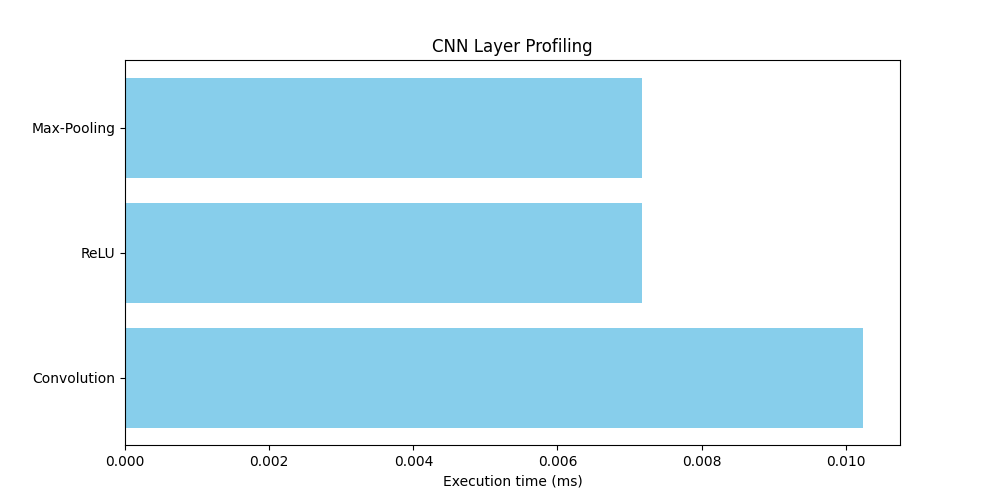 CNN Layer Profiling
Max-Pooling
ReLU
Convolution
0.000 0.002 0.004 0.006 0.008 0.010
Execution time (ms)